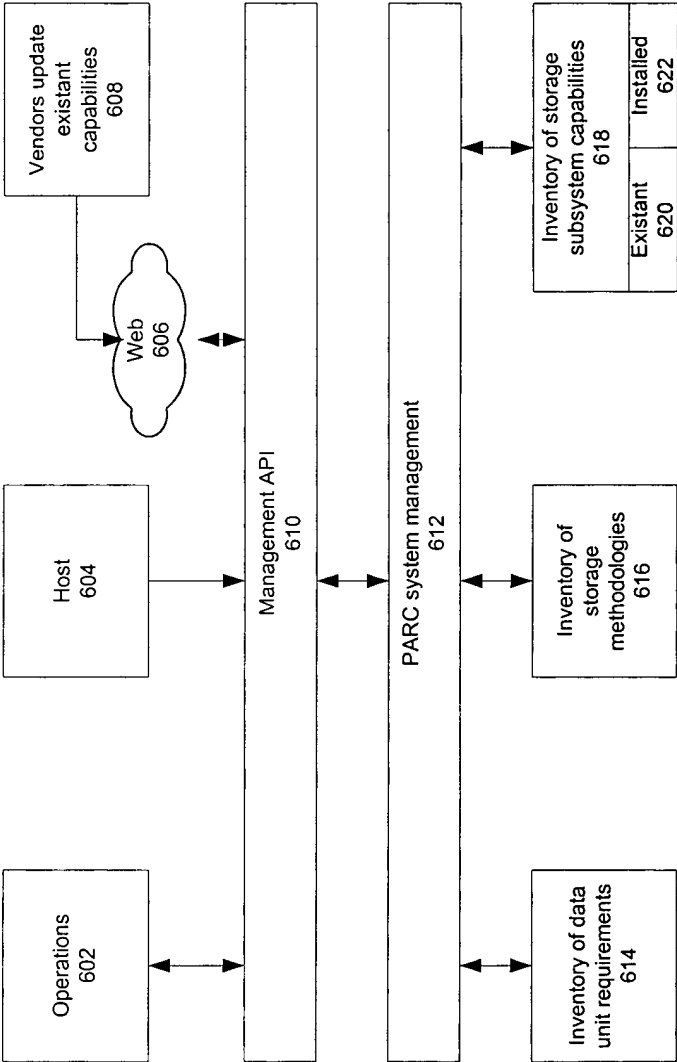 Operations
602
Host
604
Vendors update
existant
capabilities
608
Web
606
Management API
610
PARC system management
612
Inventory of data
unit requirements
614
Inventory of
storage
methodologies
616
Inventory of storage
subsystem capabilities
618
Existant
620
Installed
622